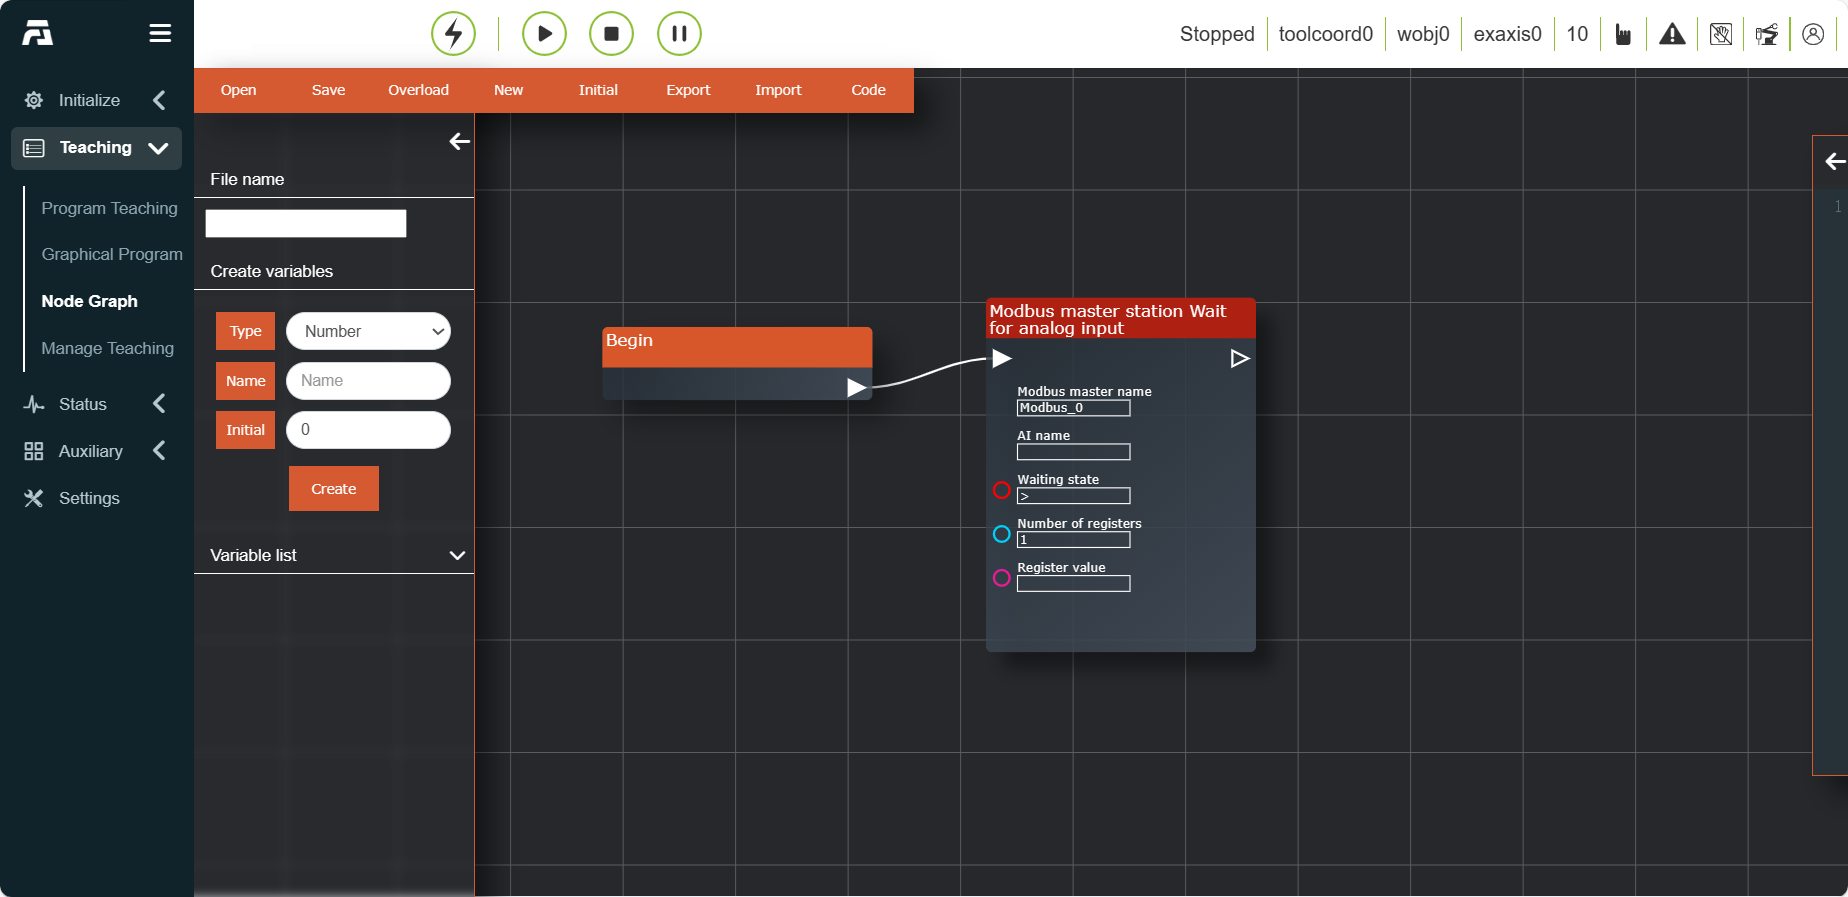 Stopped
toolcoord0
wobj0
exaxis0
10
Initialize
Teaching
Program Teaching
Graphical Program
Node Graph
Manage Teaching
Status
Auxiliary
Settings
Open
Save
Overload
New
Initial
Export
Import
Code
File name
Create variables
Type
Number
Name
Name
Initial
0
Create
Variable list
Begin
Modbus master station Wait
for analog input
Modbus master name
Modbus_0
AI name
Waiting state
>
Number of registers
1
Register value
1